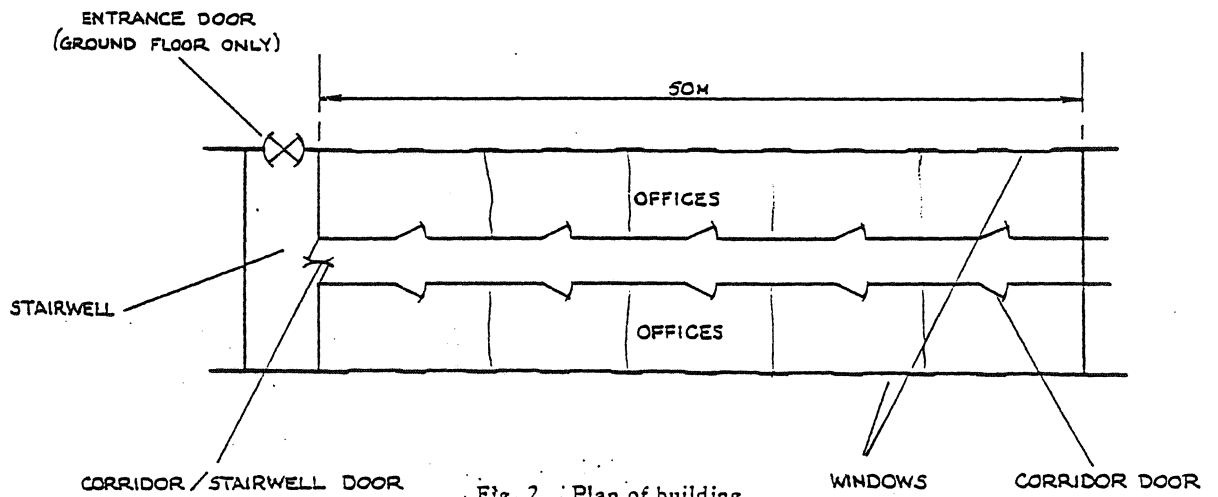 ENTRANCE DOOR
(GROUND FLOOR ONLY)
50M
OFFICES
STAIRWELL
OFFICES
CORRIDOR / STAIRWELL DOOR
WINDOWS
CORRIDOR DOOR
Fig. 2. Plan of building